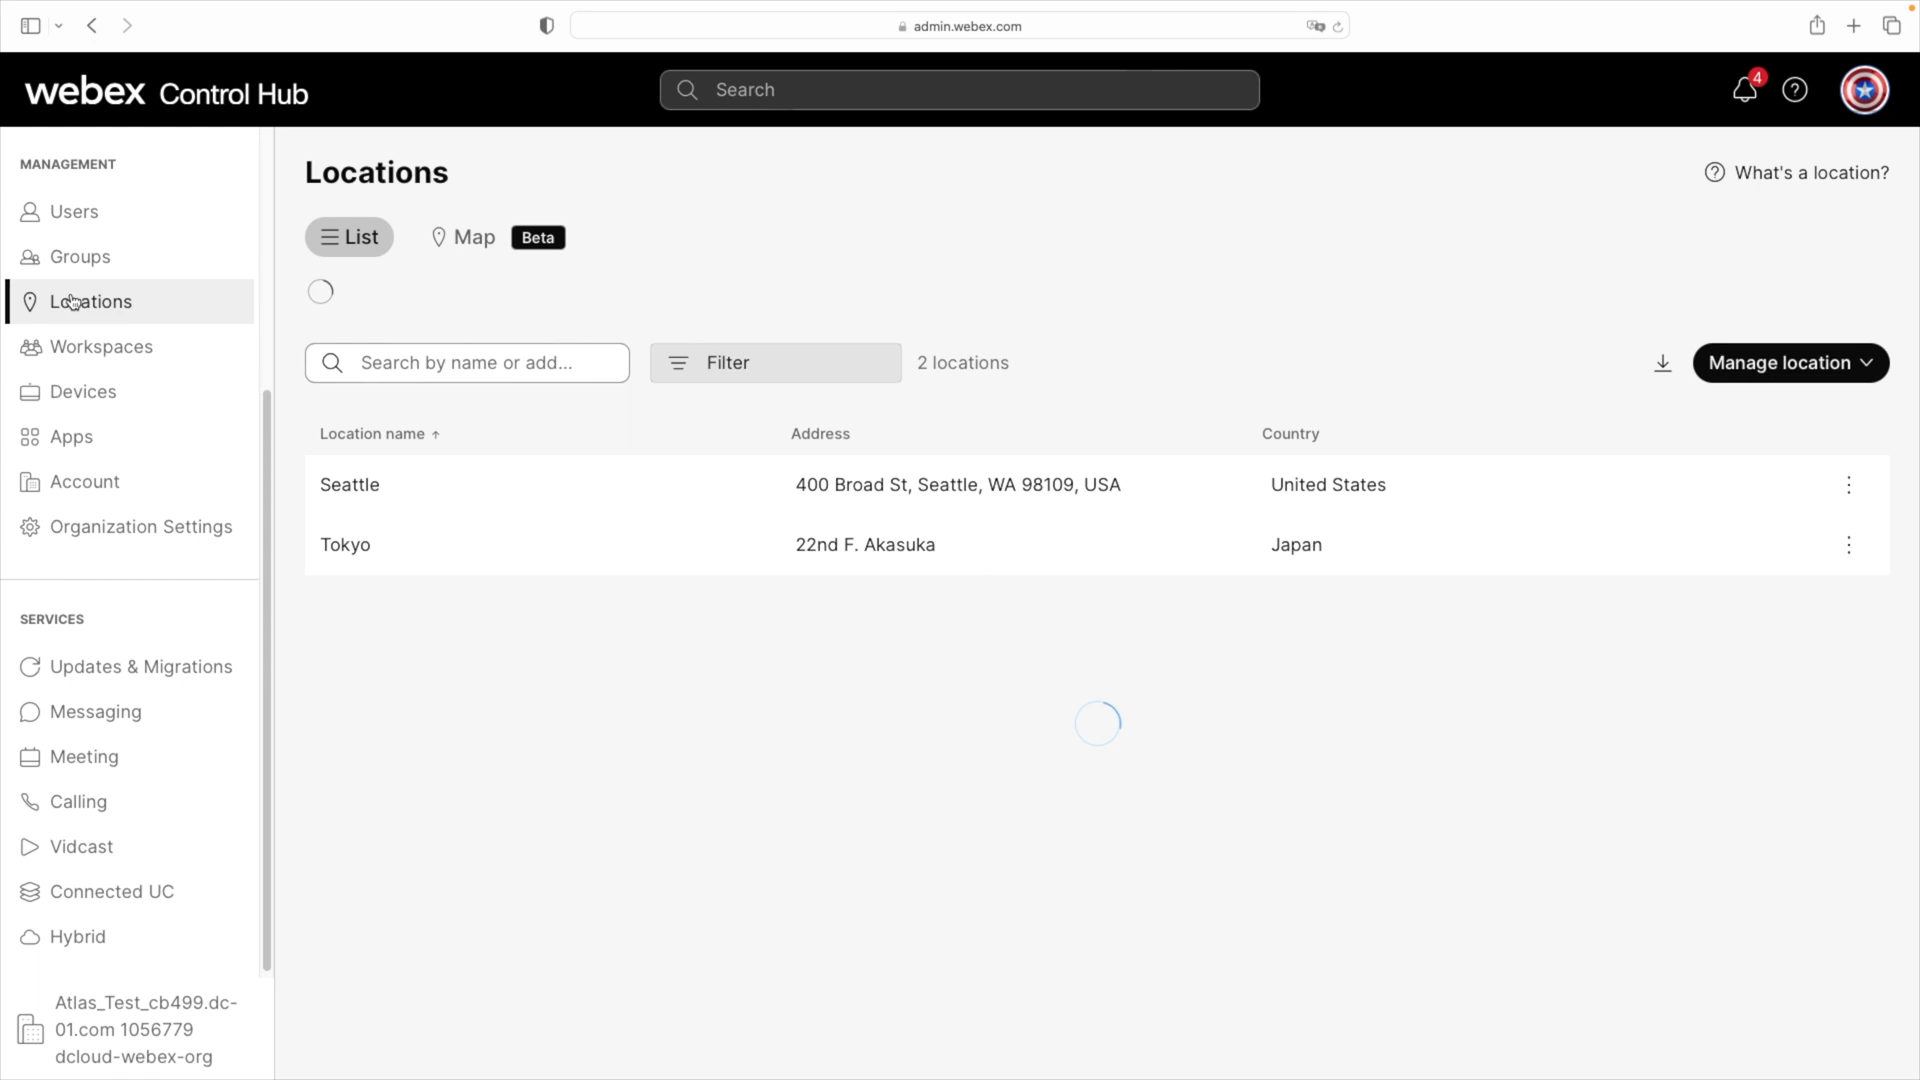 admin.webex.com
webex Control Hub
Search
4
MANAGEMENT
Users
Groups
Locations
Workspaces
Devices
Apps
Account
Organization Settings
SERVICES
Updates & Migrations
Messaging
Meeting
Calling
Vidcast
Connected UC
Hybrid
Atlas_Test_cb499.dc-
01.com 1056779
dcloud-webex-org
Locations
What's a location?
List
Map Beta
Search by name or add...
Filter
2 locations
Manage location
Location name ↑ Address Country
Seattle 400 Broad St, Seattle, WA 98109, USA United States
Tokyo 22nd F. Akasuka Japan